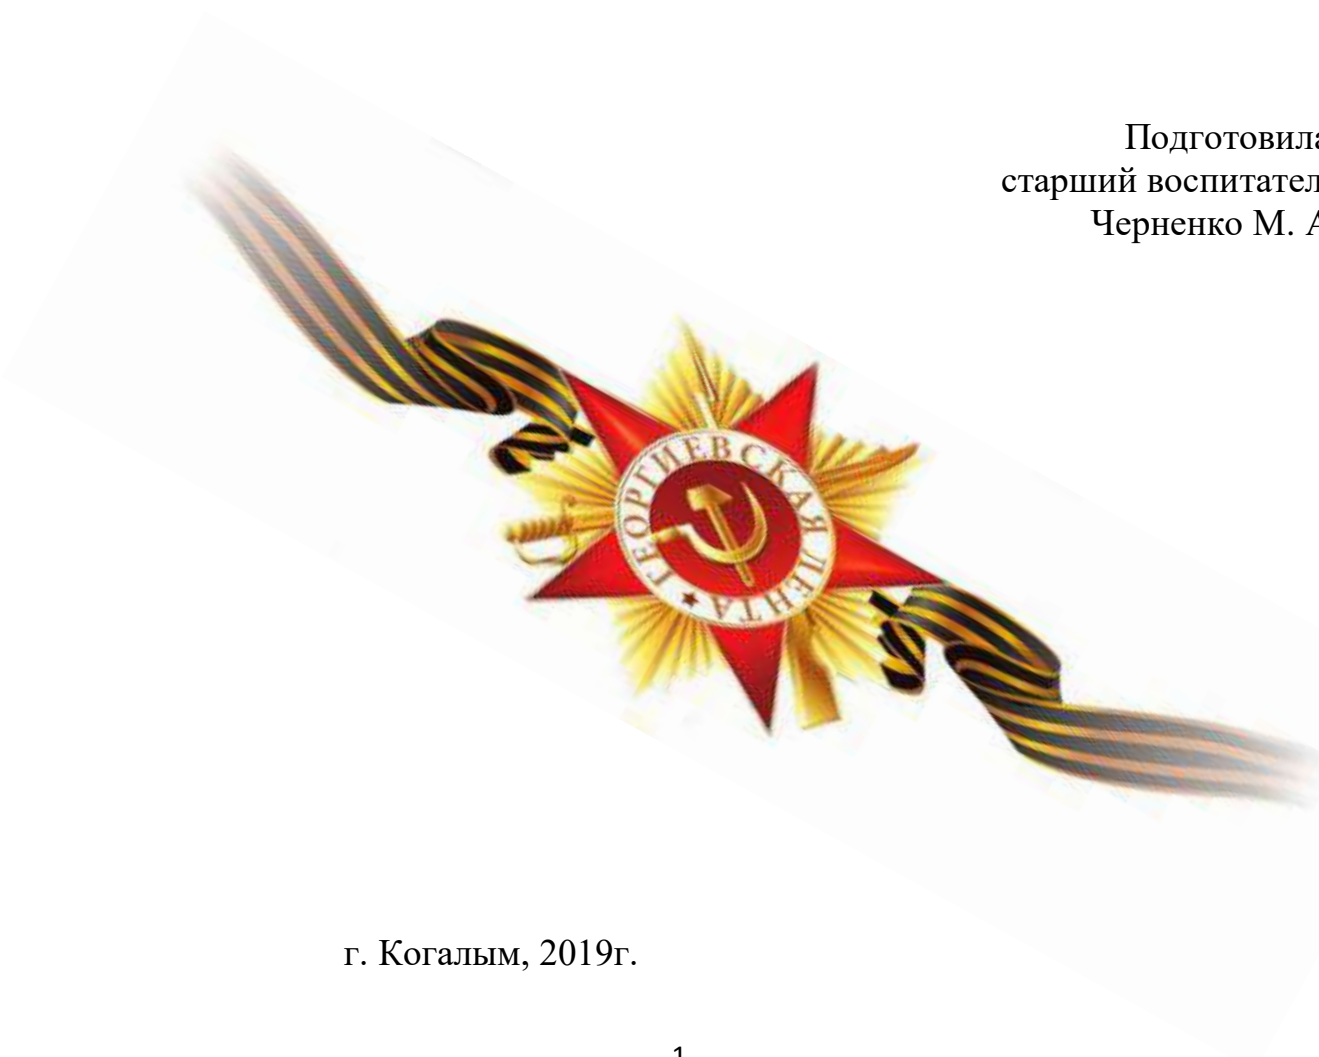 Подготовила
старший воспитател
Черненко М. А
ГЕОРГИЕВСКАЯ ЛЕНТА
г. Когалым, 2019г.
1